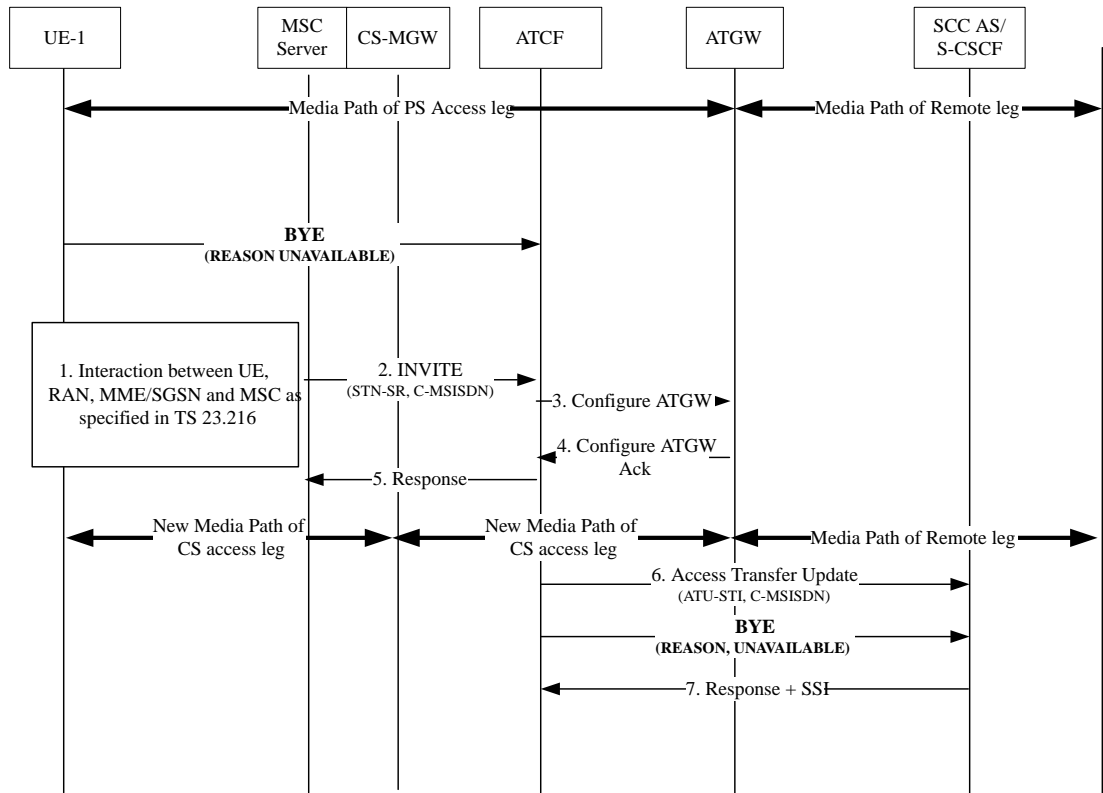 UE-1
MSC
Server
CS-MGW
ATCF
ATGW
SCC AS/
S-CSCF
Media Path of PS Access leg
Media Path of Remote leg
BYE
(REASON UNAVAILABLE)
1. Interaction between UE,
RAN, MME/SGSN and MSC as
specified in TS 23.216
2. INVITE
(STN-SR, C-MSISDN)
3. Configure ATGW
4. Configure ATGW
Ack
5. Response
New Media Path of
CS access leg
New Media Path of
CS access leg
Media Path of Remote leg
6. Access Transfer Update
(ATU-STI, C-MSISDN)
BYE
(REASON, UNAVAILABLE)
7. Response + SSI